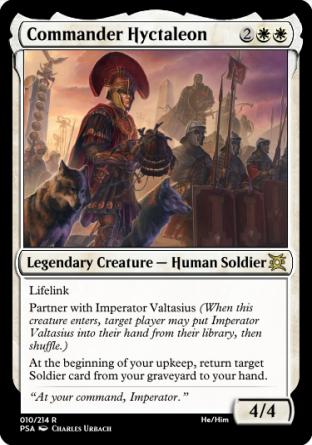 Commander Hyctaleon 2
Legendary Creature — Human Soldier
Lifelink
Partner with Imperator Valtasius (When this
creature enters, target player may put Imperator
Valtasius into their hand from their library, then
shuffle.)
At the beginning of your upkeep, return target
Soldier card from your graveyard to your hand.
"At your command, Imperator."
4/4
010/214 R He/Him
PSA Charles Urbach